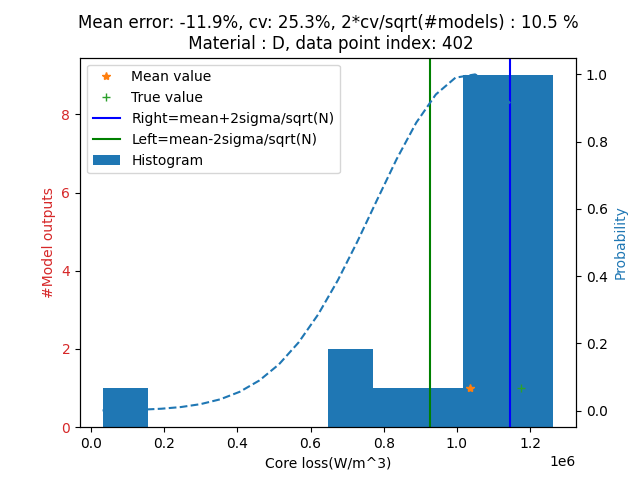 Mean error: -11.9%, cv: 25.3%, 2*cv/sqrt(#models) : 10.5 %
Material : D, data point index: 402
Mean value
True value
Right=mean+2sigma/sqrt(N)
Left=mean-2sigma/sqrt(N)
Histogram
#Model outputs
8
6
4
2
0
Probability
1.0
0.8
0.6
0.4
0.2
0.0
0.0 0.2 0.4 0.6 0.8 1.0 1.2
1e6
Core loss(W/m^3)